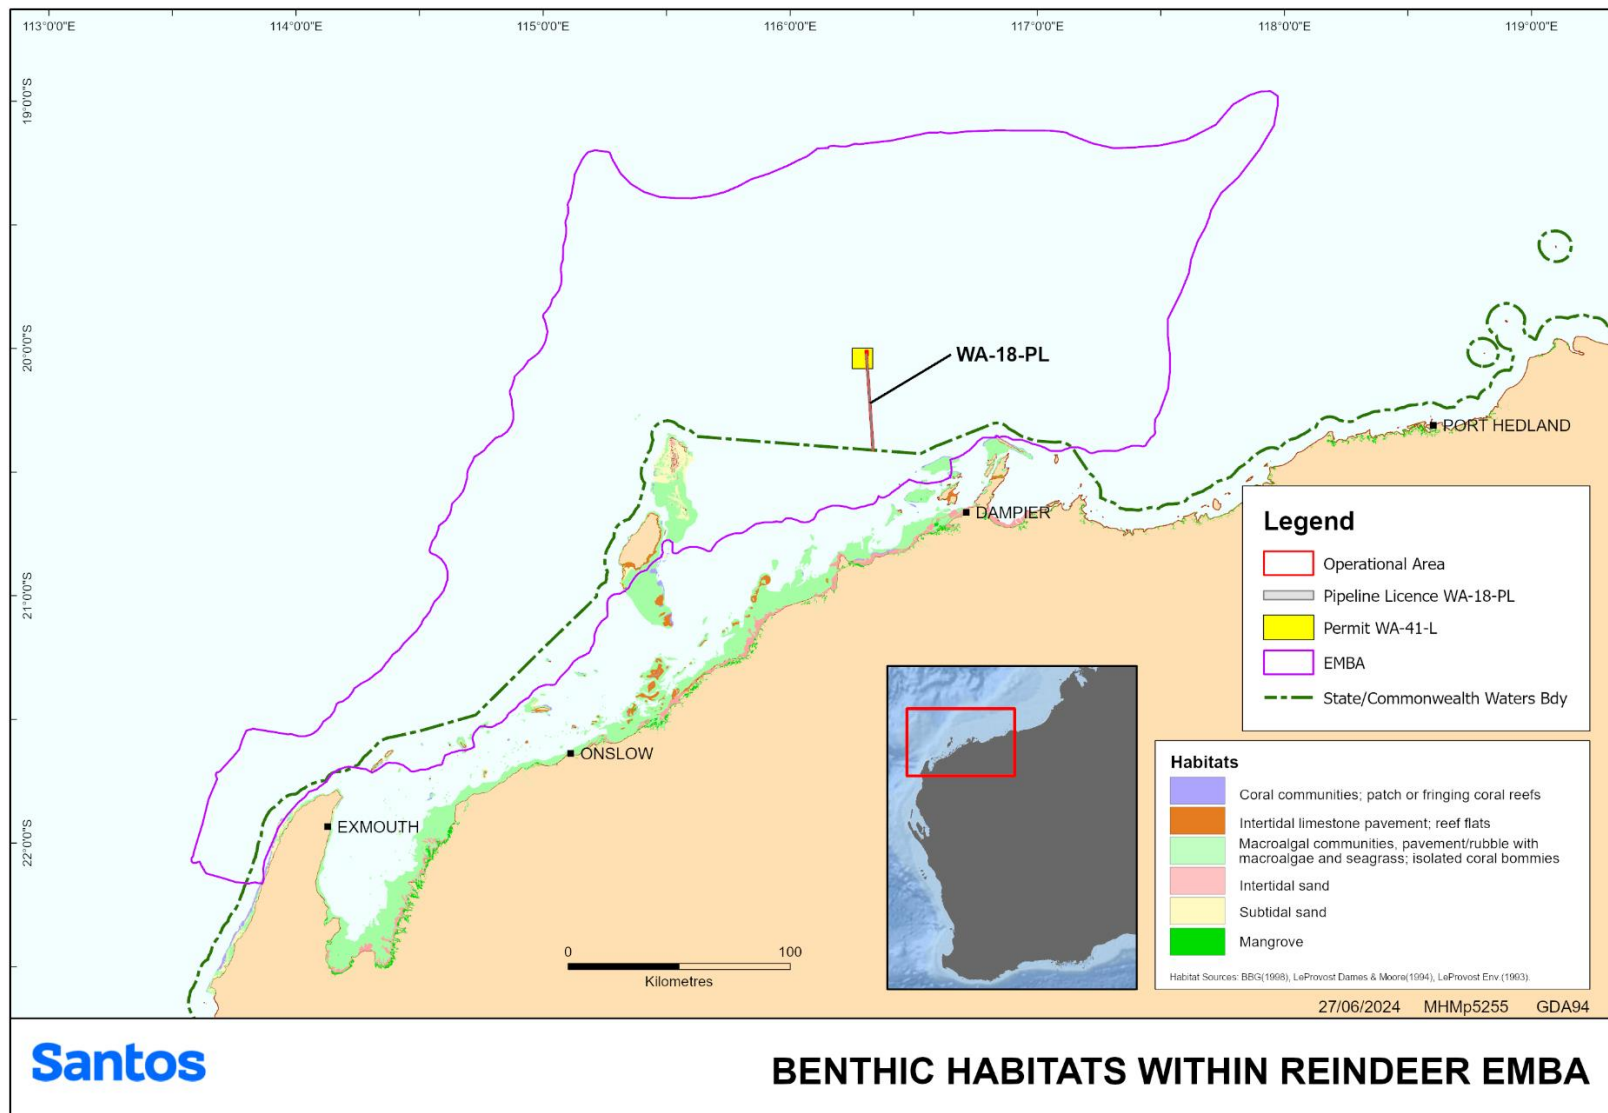 113°0'0"E
114°0'0"E
115°0'0"E
116°0'0"E
117°0'0"E
118°0'0"E
119°0'0"E
19°0'0"S
20°0'0"S
21°0'0"S
22°0'0"S
WA-18-PL
PORT HEDLAND
DAMPIER
ONSLOW
EXMOUTH
0 100
Kilometres
Legend
Operational Area
Pipeline Licence WA-18-PL
Permit WA-41-L
EMBA
State/Commonwealth Waters Bdy
Habitats
Coral communities; patch or fringing coral reefs
Intertidal limestone pavement; reef flats
Macroalgal communities, pavement/rubble with
macroalgae and seagrass; isolated coral bommies
Intertidal sand
Subtidal sand
Mangrove
Habitat Sources: BBG(1998), LeProvost Dames & Moore(1994), LeProvost Env.(1993).
27/06/2024 MHMp5255 GDA94
Santos
BENTHIC HABITATS WITHIN REINDEER EMBA